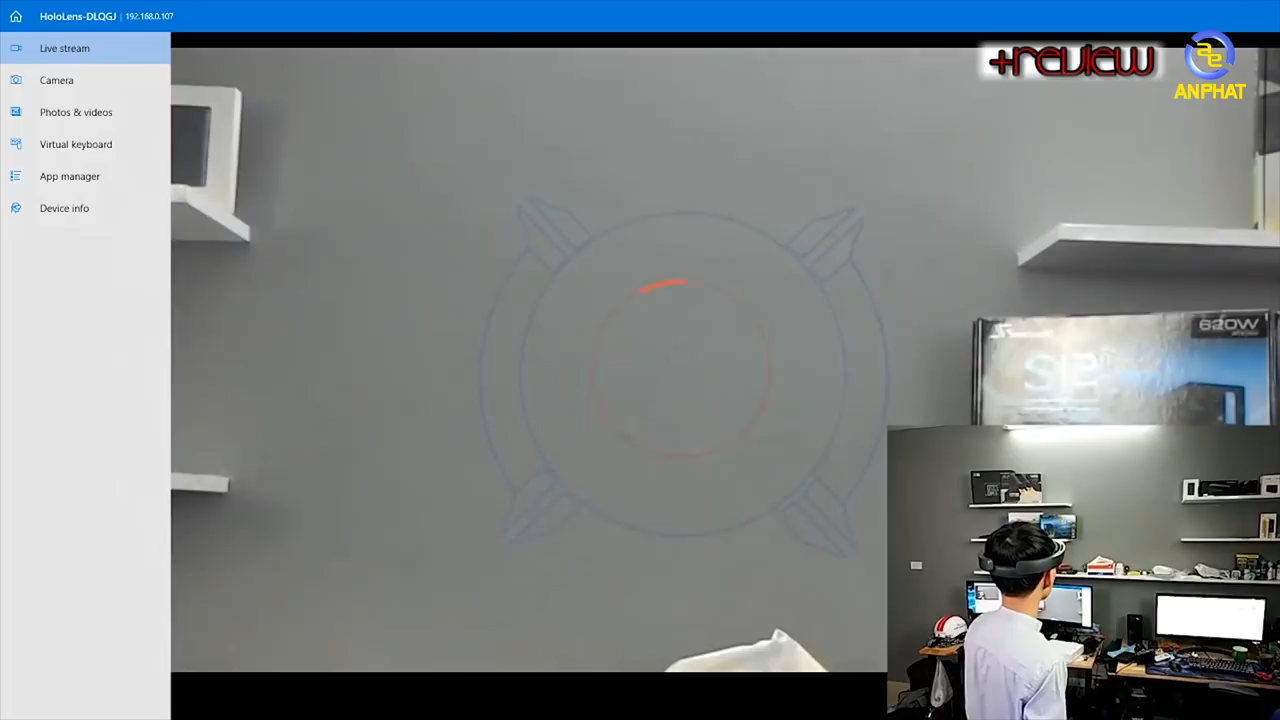 HoloLens-DLQGJ | 192.168.0.107
Live stream
Camera
Photos & videos
Virtual keyboard
App manager
Device info
+review
ae
ANPHAT
620W
S12